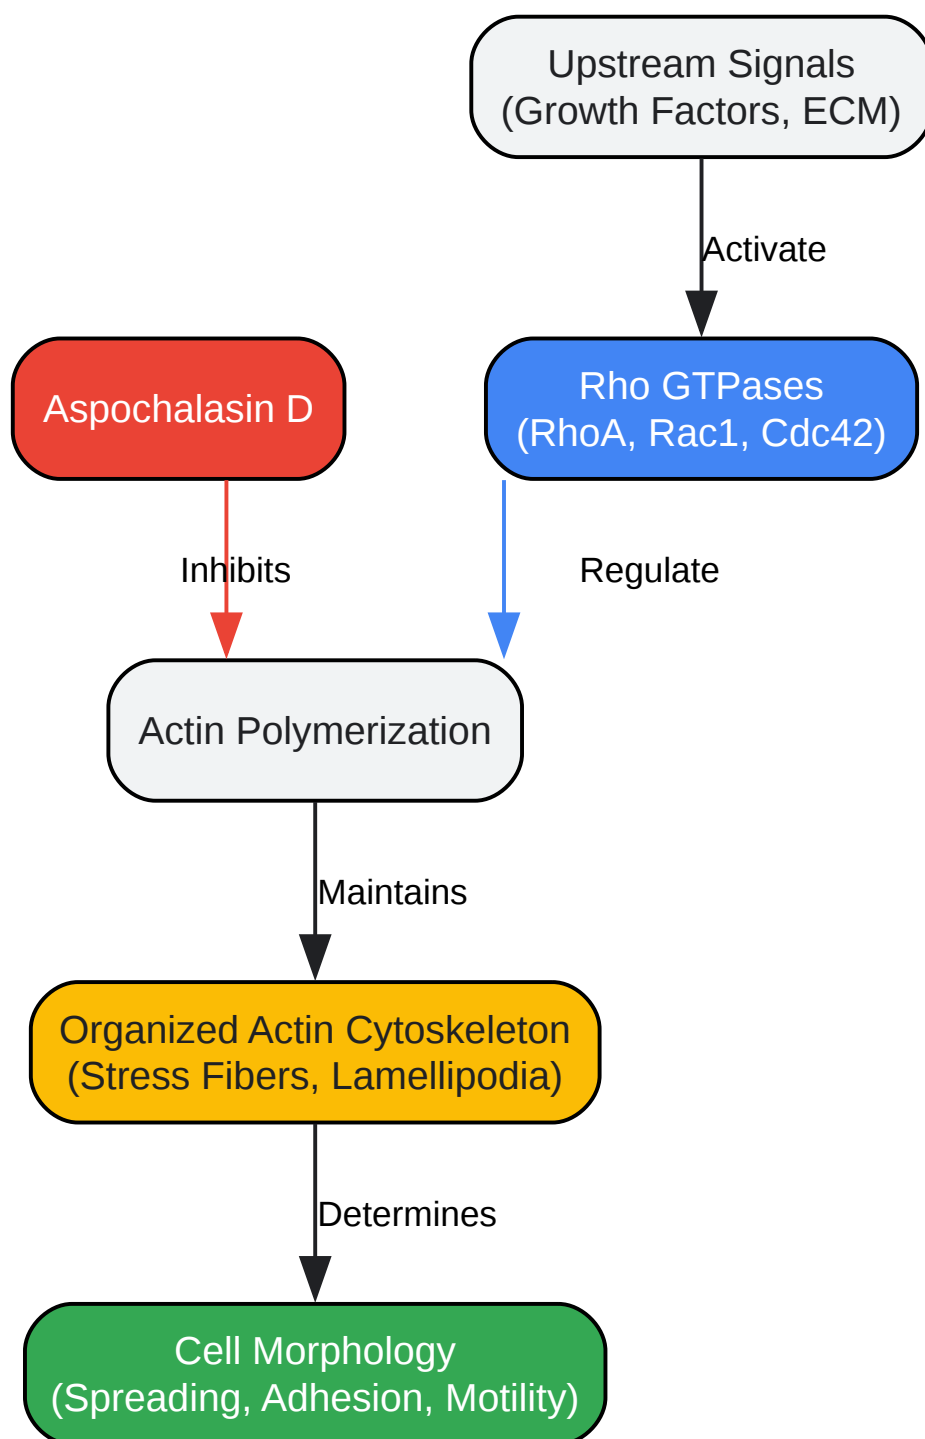 Upstream Signals
(Growth Factors, ECM)
Activate
Aspochalasin D
Rho GTPases
(RhoA, Rac1, Cdc42)
Inhibits
Regulate
Actin Polymerization
Maintains
Organized Actin Cytoskeleton
(Stress Fibers, Lamellipodia)
Determines
Cell Morphology
(Spreading, Adhesion, Motility)